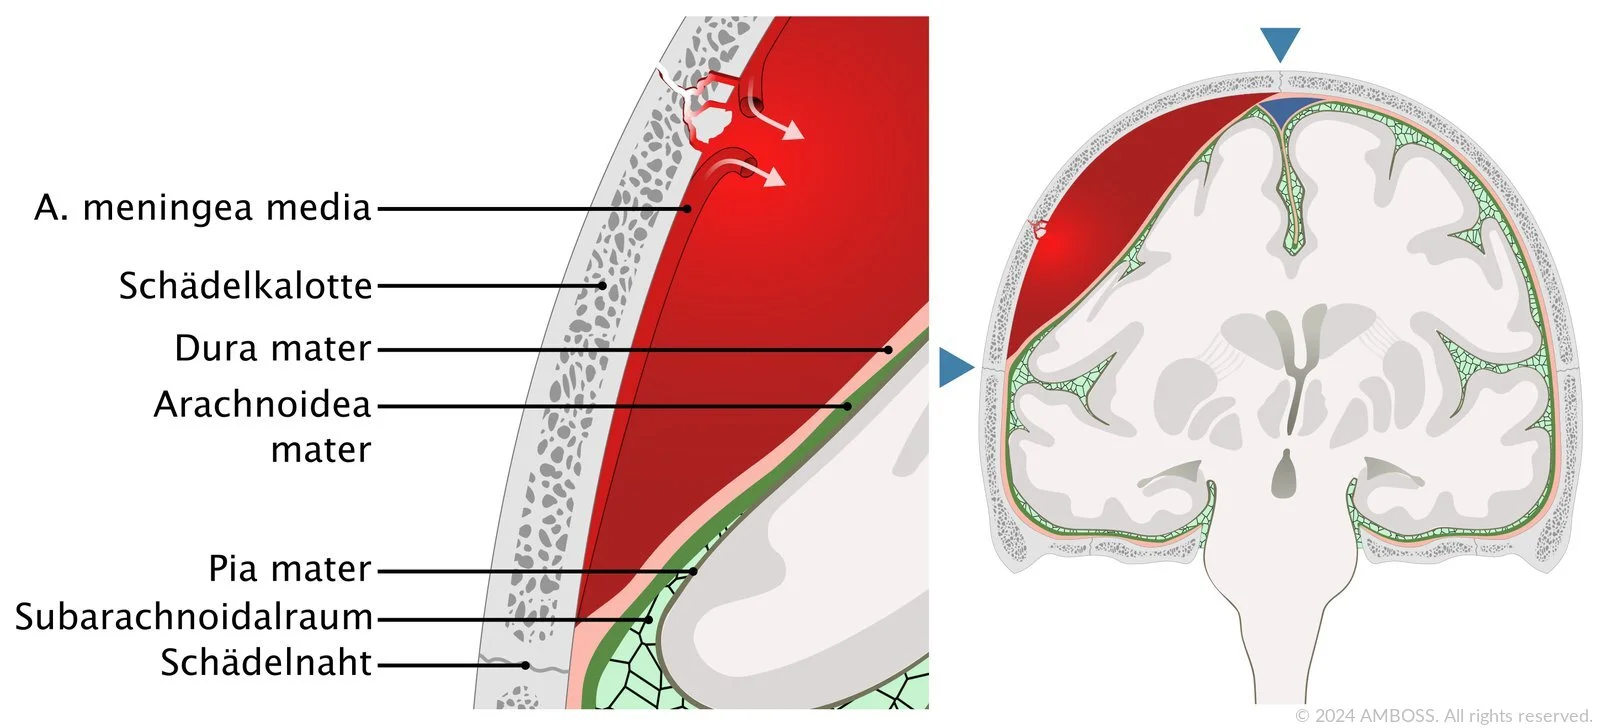 A. meningea media
Schädelkalotte
Dura mater
Arachnoidea
mater
Pia mater
Subarachnoidalraum
Schädelnaht
© 2024 AMBOSS. All rights reserved.